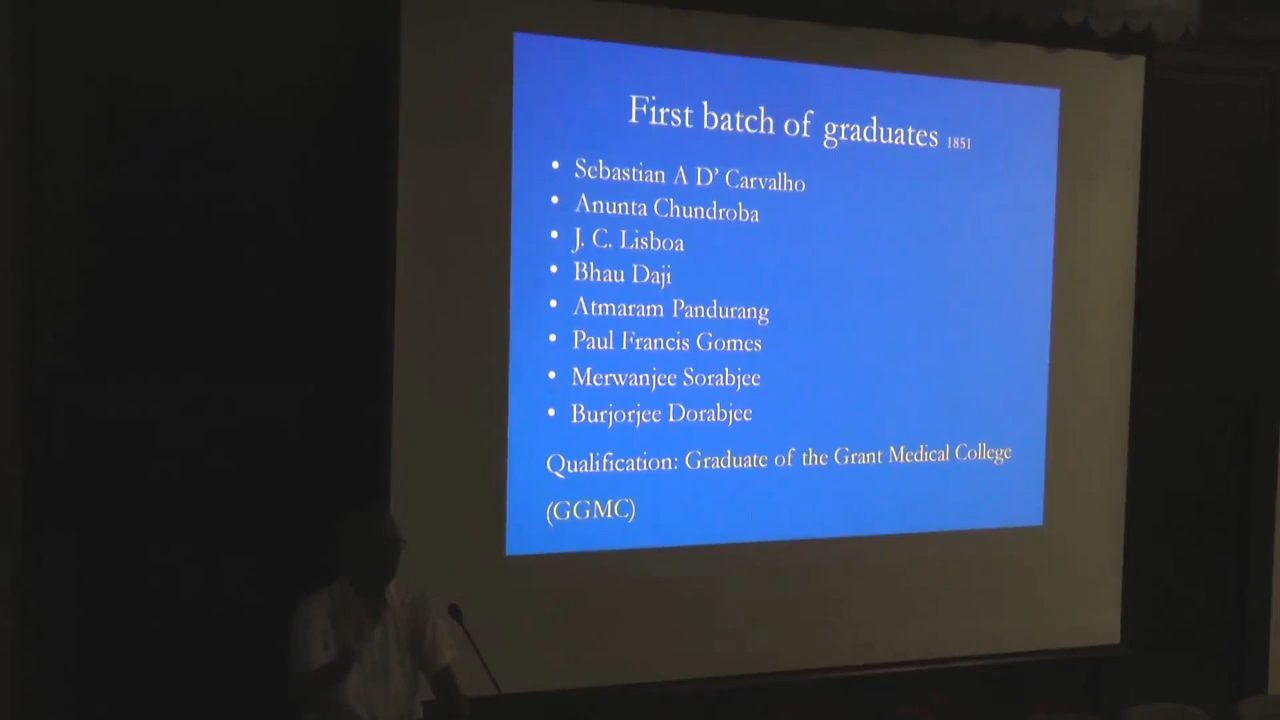 First batch of graduates 1851
• Sebastian A D' Carvalho
• Anunta Chundroba
• J. C. Lisboa
• Bhau Daji
• Atmaram Pandurang
• Paul Francis Gomes
• Merwanjee Sorabjee
• Burjorjee Dorabjee
Qualification: Graduate of the Grant Medical College
(GGMC)